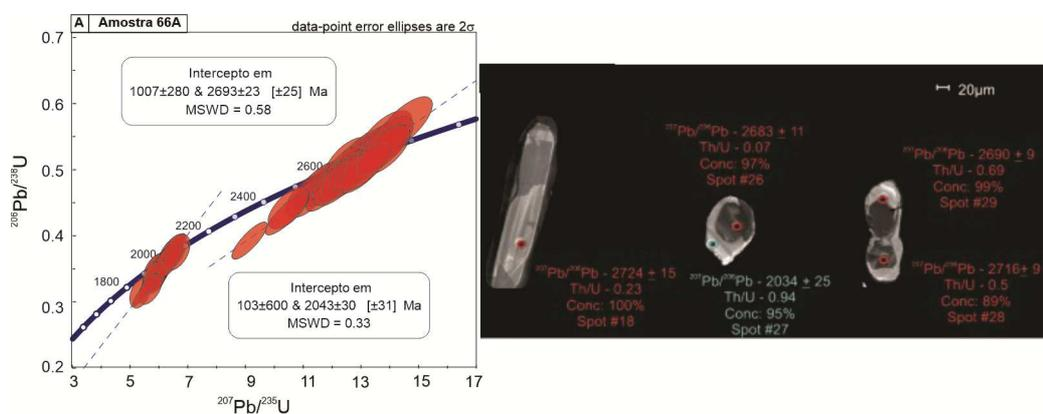 A Amostra 66A
data-point error ellipses are 2σ
0.7
0.6
0.5
0.4
0.3
0.2
²⁰⁶Pb/²³⁸U
Intercepto em
1007±280 & 2693±23 [±25] Ma
MSWD = 0.58
2600
2400
2200
2000
1800
Intercepto em
103±600 & 2043±30 [±31] Ma
MSWD = 0.33
3 5 7 9 11 13 15 17
²⁰⁷Pb/²³⁵U
20µm
²⁰⁷Pb/²⁰⁶Pb - 2724 ± 15
Th/U - 0.23
Conc: 100%
Spot #18
²⁰⁷Pb/²⁰⁶Pb - 2683 ± 11
Th/U - 0.07
Conc: 97%
Spot #26
²⁰⁷Pb/²⁰⁶Pb - 2034 ± 25
Th/U - 0.94
Conc: 95%
Spot #27
²⁰⁷Pb/²⁰⁶Pb - 2690 ± 9
Th/U - 0.69
Conc: 99%
Spot #29
²⁰⁷Pb/²⁰⁶Pb - 2716 ± 9
Th/U - 0.5
Conc: 89%
Spot #28